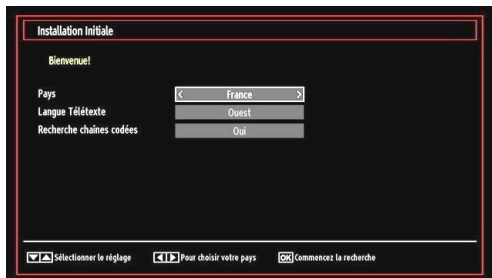 Installation Initiale
Bienvenue!
Pays < France >
Langue Télétexte Ouest
Recherche chaînes codées Oui
Sélectionner le réglage Pour choisir votre pays OK Commencez la recherche